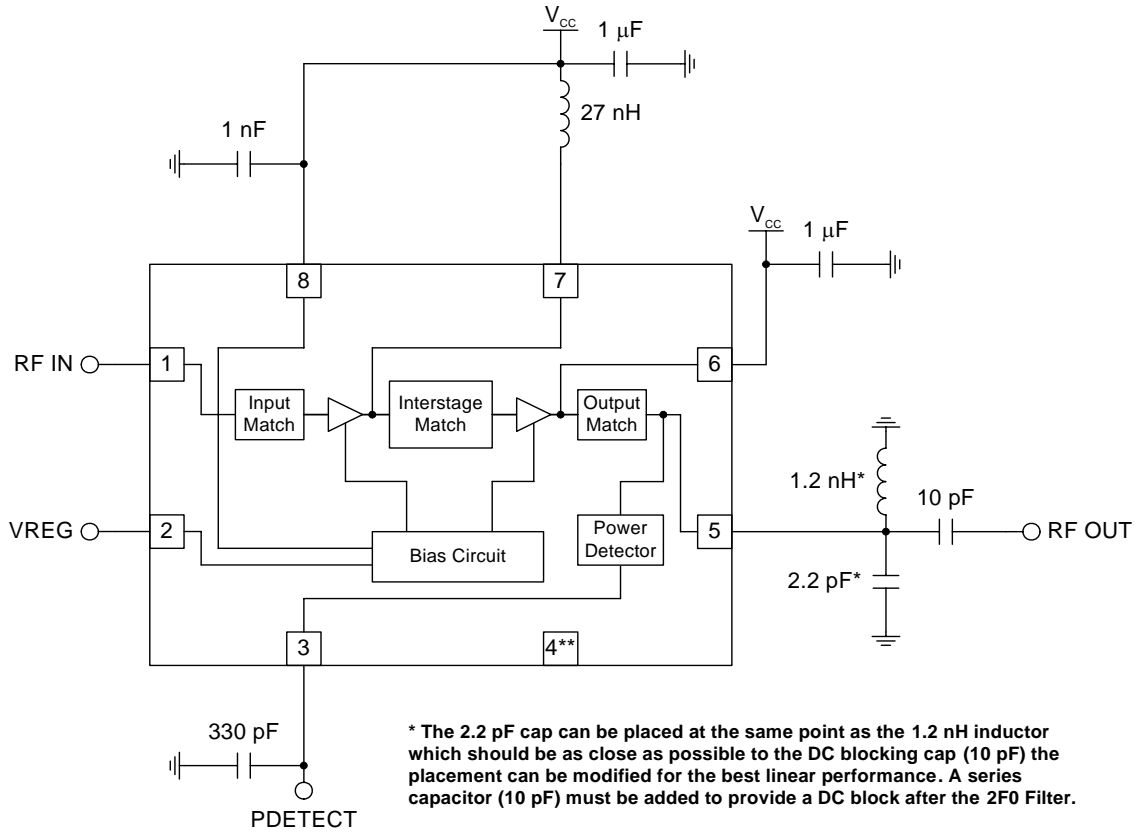 VCC
1 μF
27 nH
1 nF
VCC
1 μF
8
7
RF IN
1
6
Input
Match
Interstage
Match
Output
Match
1.2 nH*
10 pF
VREG
2
Bias Circuit
Power
Detector
5
RF OUT
2.2 pF*
3
4**
330 pF
PDETECT
* The 2.2 pF cap can be placed at the same point as the 1.2 nH inductor
which should be as close as possible to the DC blocking cap (10 pF) the
placement can be modified for the best linear performance. A series
capacitor (10 pF) must be added to provide a DC block after the 2F0 Filter.